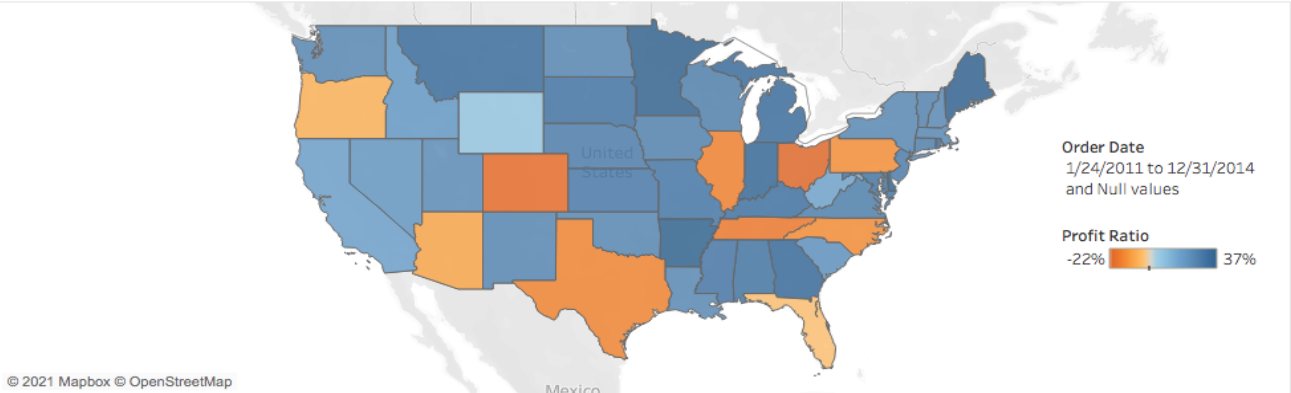 United
States
Order Date
1/24/2011 to 12/31/2014
and Null values
Profit Ratio
-22% 37%
© 2021 Mapbox © OpenStreetMap
Mexico